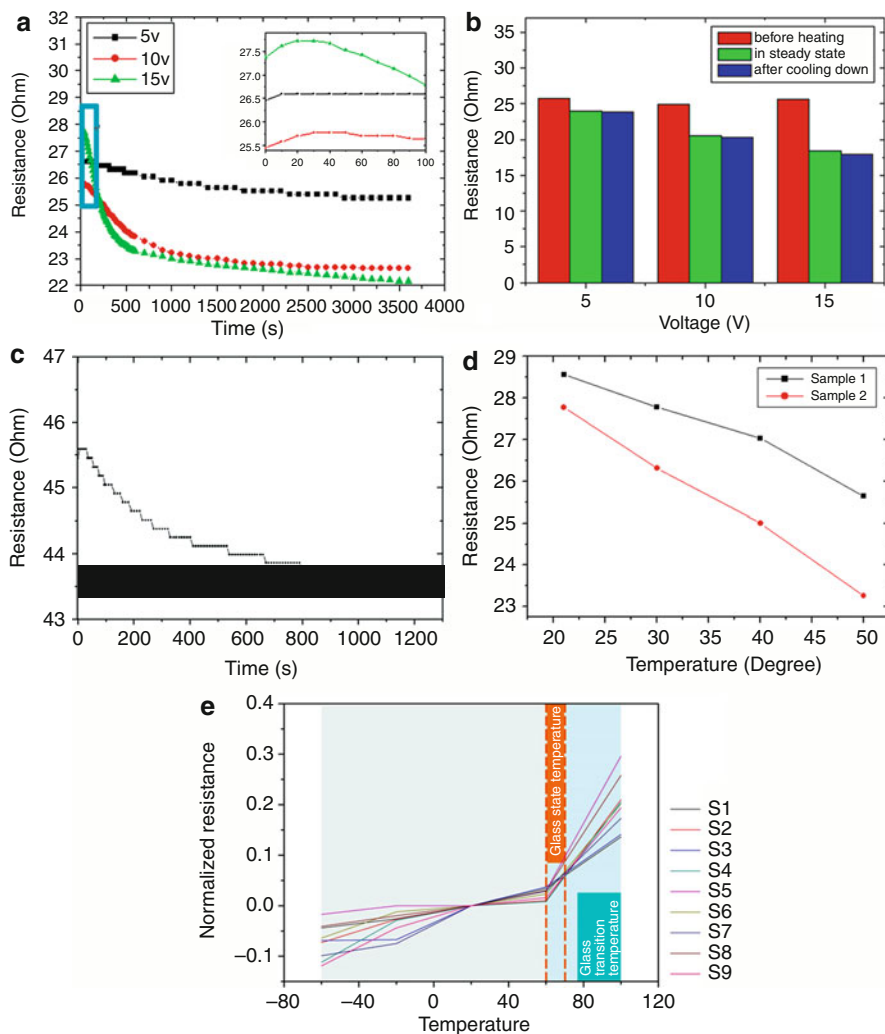 a
32
31
30
29
28
27
26
25
24
23
22
Resistance (Ohm)
5v
10v
15v
27.5
27.0
26.5
26.0
25.5
0 20 40 60 80 100
0 500 1000 1500 2000 2500 3000 3500 4000
Time (s)
b
40
35
30
25
20
15
10
5
0
Resistance (Ohm)
before heating
in steady state
after cooling down
5 10 15
Voltage (V)
c
47
46
45
44
43
Resistance (Ohm)
0 200 400 600 800 1000 1200
Time (s)
d
29
28
27
26
25
23
Resistance (Ohm)
Sample 1
Sample 2
20 25 30 35 40 45 50
Temperature (Degree)
e
0.4
0.3
0.2
0.1
0.0
−0.1
Normalized resistance
Glass state temperature
Glass
transition
temperature
−80 −40 0 40 80 120
Temperature
S1
S2
S3
S4
S5
S6
S7
S8
S9